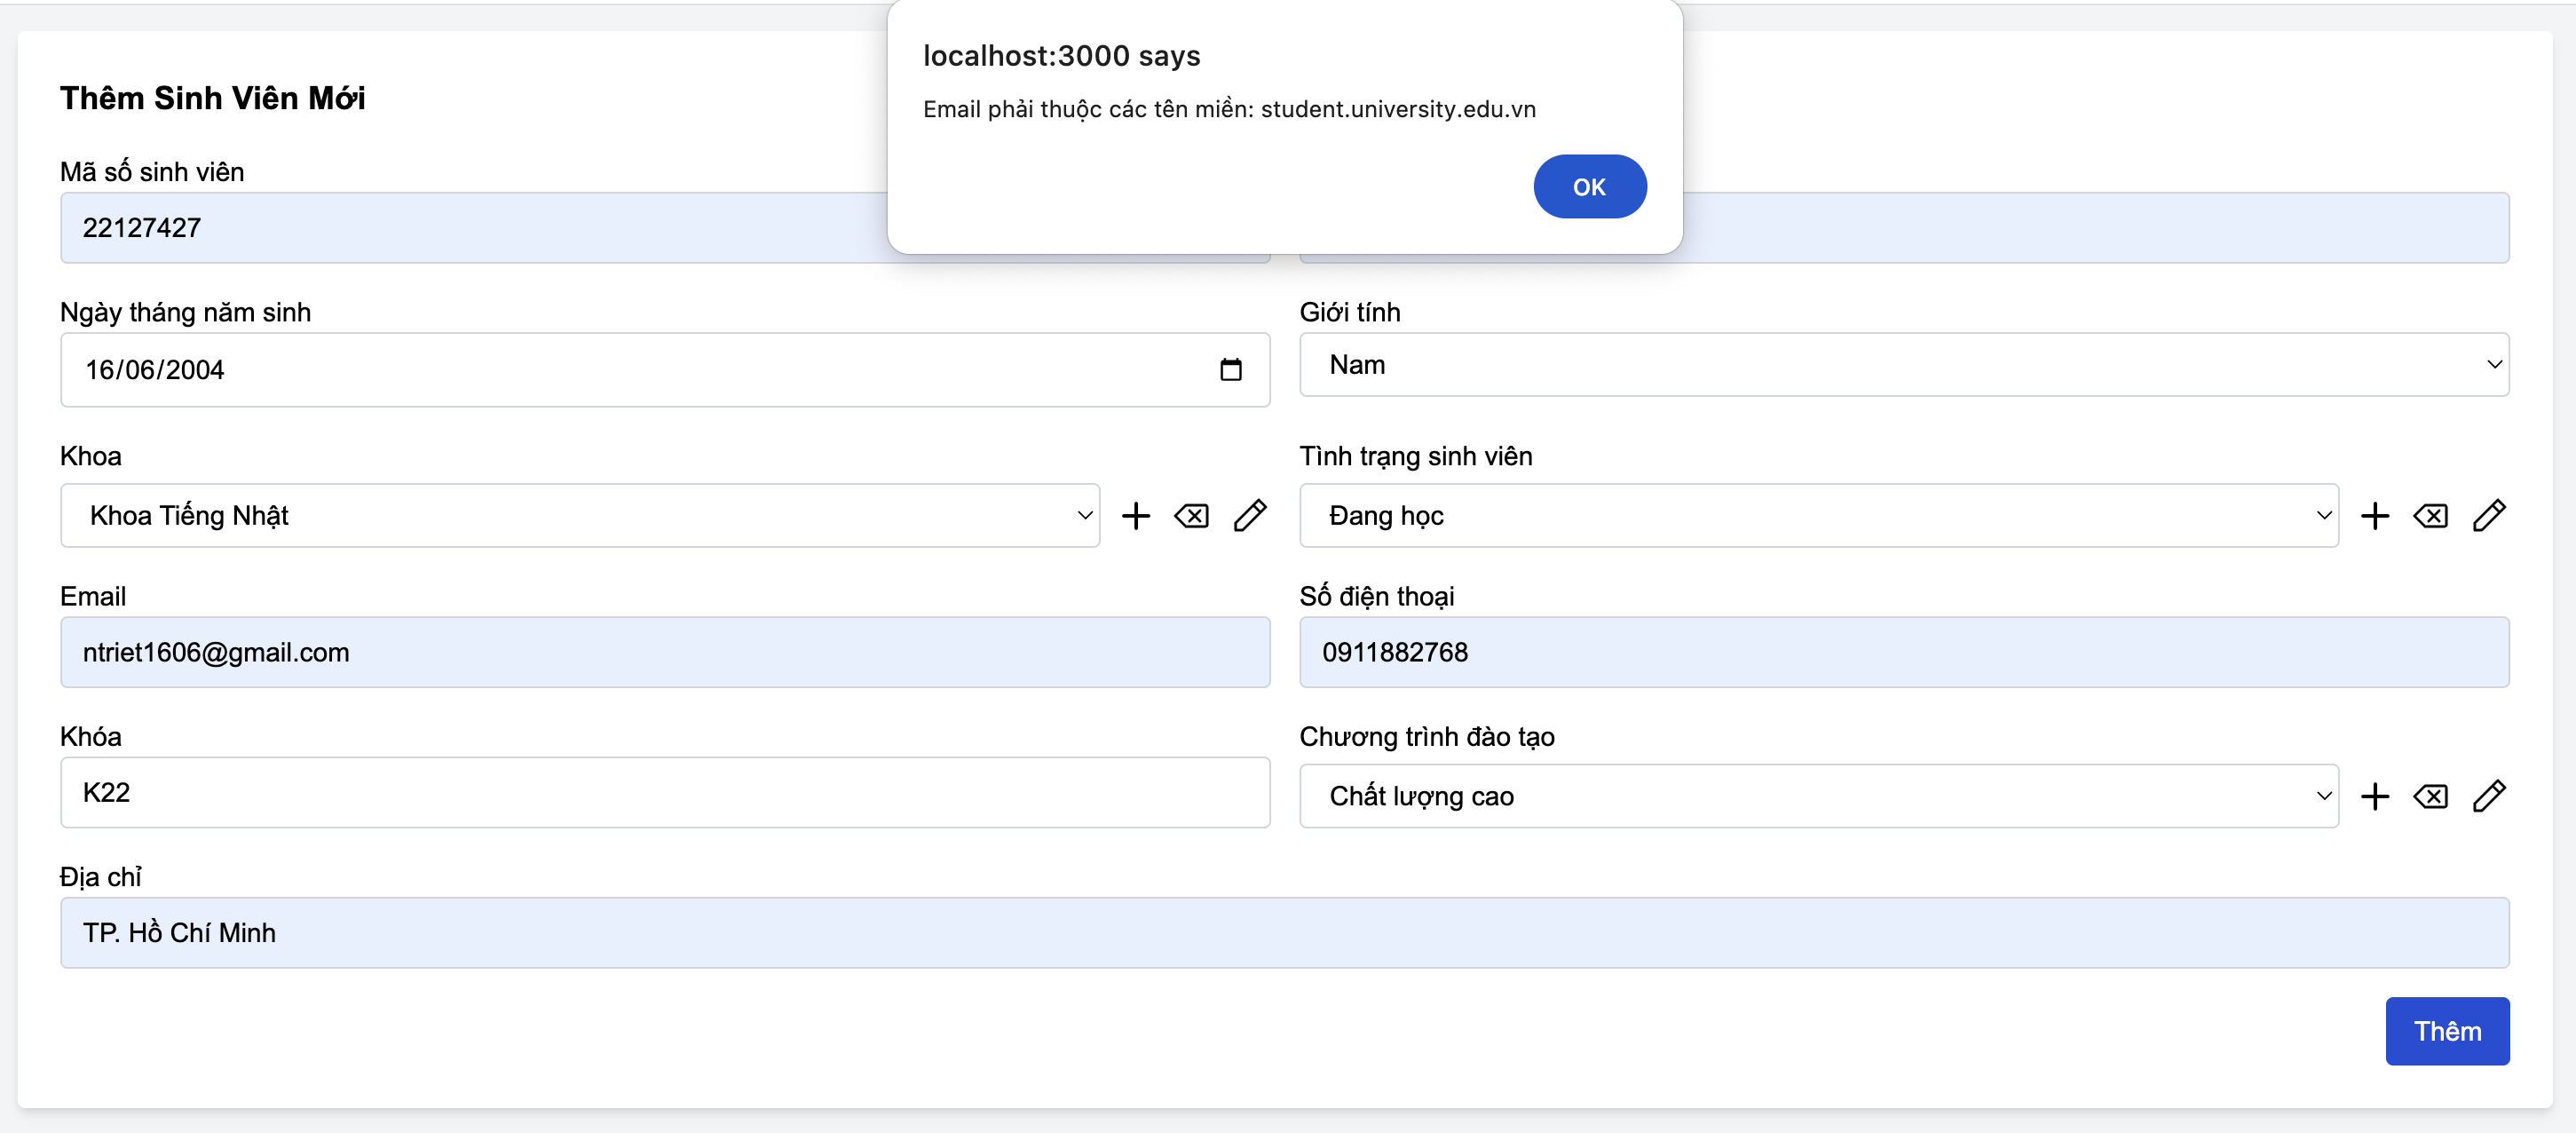 localhost:3000 says
Email phải thuộc các tên miền: student.university.edu.vn
OK
Thêm Sinh Viên Mới
Mã số sinh viên
22127427
Ngày tháng năm sinh
16/06/2004
Giới tính
Nam
Khoa
Khoa Tiếng Nhật
Tình trạng sinh viên
Đang học
Email
ntriet1606@gmail.com
Số điện thoại
0911882768
Khóa
K22
Chương trình đào tạo
Chất lượng cao
Địa chỉ
TP. Hồ Chí Minh
Thêm